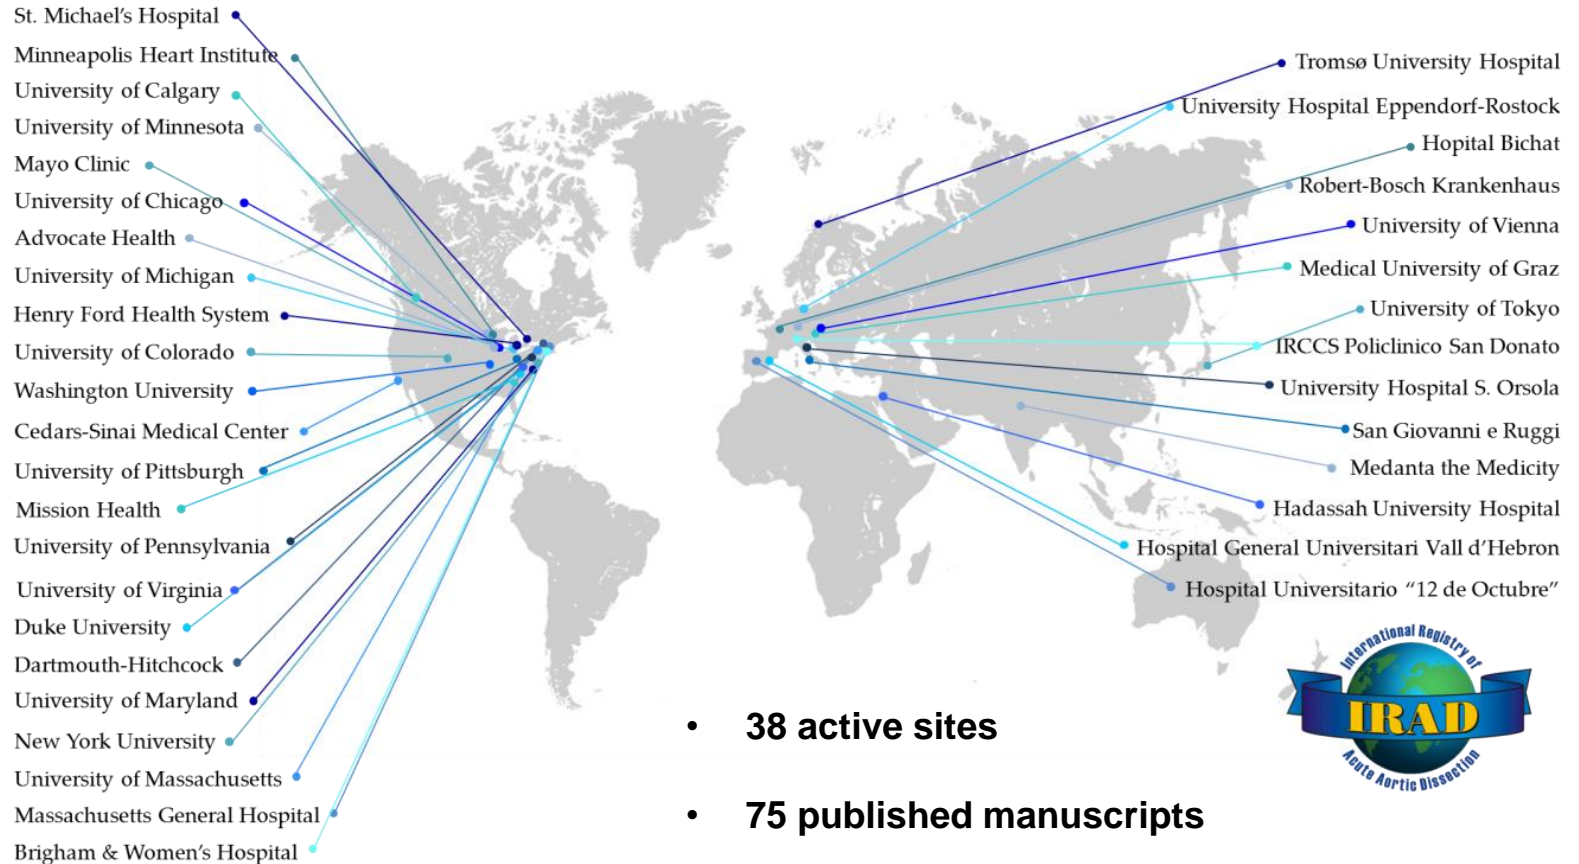 St. Michael’s Hospital
Minneapolis Heart Institute
University of Calgary
University of Minnesota
Mayo Clinic
University of Chicago
Advocate Health
University of Michigan
Henry Ford Health System
University of Colorado
Washington University
Cedars-Sinai Medical Center
University of Pittsburgh
Mission Health
University of Pennsylvania
University of Virginia
Duke University
Dartmouth-Hitchcock
University of Maryland
New York University
University of Massachusetts
Massachusetts General Hospital
Brigham & Women’s Hospital
Tromsø University Hospital
University Hospital Eppendorf-Rostock
Hopital Bichat
Robert-Bosch Krankenhaus
University of Vienna
Medical University of Graz
University of Tokyo
IRCCS Policlinico San Donato
University Hospital S. Orsola
San Giovanni e Ruggi
Medanta the Medicity
Hadassah University Hospital
Hospital General Universitari Vall d’Hebron
Hospital Universitario “12 de Octubre”
• 38 active sites
• 75 published manuscripts
International Registry of
IRAD
Acute Aortic Dissection